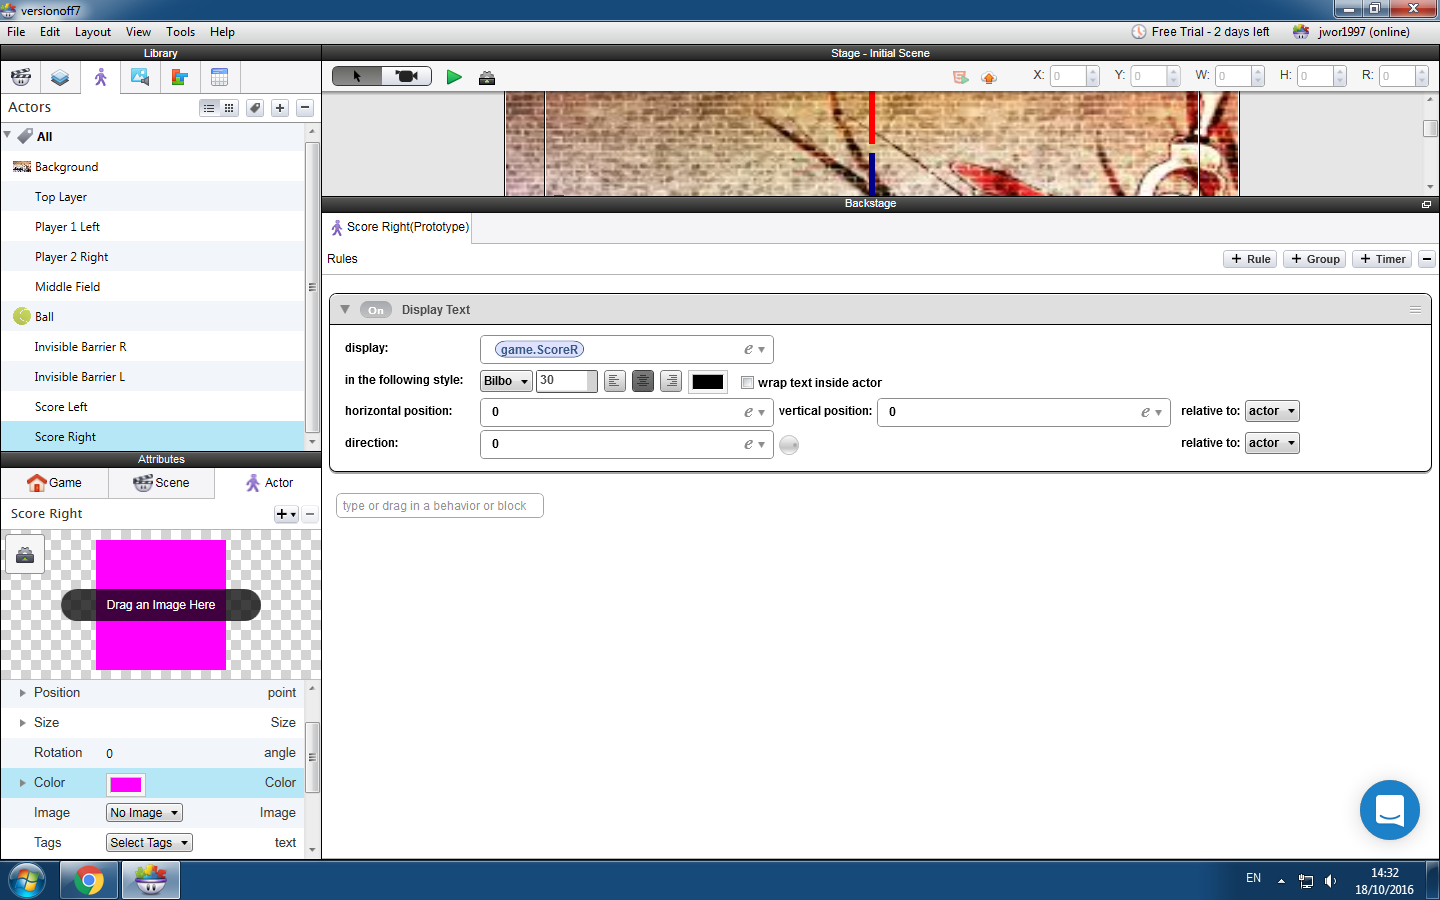 versionoff7
File Edit Layout View Tools Help
Free Trial - 2 days left jwor1997 (online)
Library
Stage - Initial Scene
X: 0 Y: 0 W: 0 H: 0 R: 0
Actors
All
Background
Top Layer
Player 1 Left
Player 2 Right
Middle Field
Ball
Invisible Barrier R
Invisible Barrier L
Score Left
Score Right
Backstage
Score Right(Prototype)
Rules
+ Rule + Group + Timer
On Display Text
display: game.ScoreR e
in the following style: Bilbo 30 wrap text inside actor
horizontal position: 0 e vertical position: 0 e relative to: actor
direction: 0 e relative to: actor
type or drag in a behavior or block
Attributes
Game Scene Actor
Score Right
Drag an Image Here
Position point
Size Size
Rotation 0 angle
Color Color
Image No Image Image
Tags Select Tags text
EN
14:32
18/10/2016